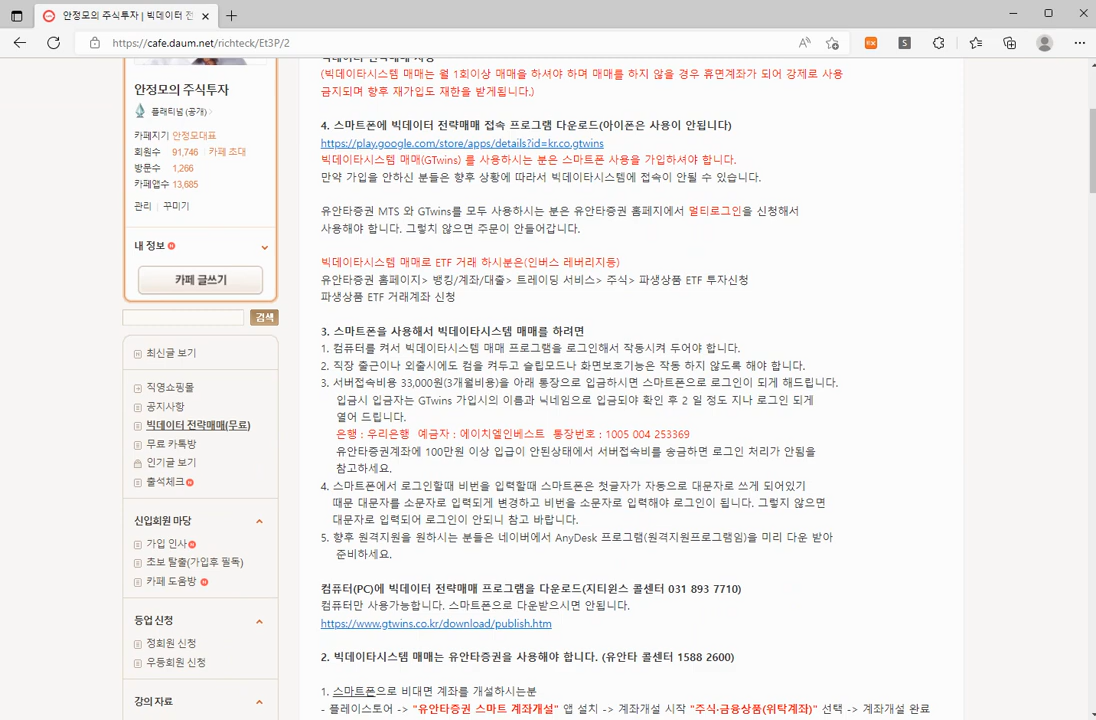 안정모의 주식투자 | 빅데이터 전
https://cafe.daum.net/richteck/Et3P/2
안정모의 주식투자
플래티넘 (공개)
카페지기 안정모대표
회원수 91,746 카페 초대
방문수 1,266
카페앱수 13,685
관리 꾸미기
내 정보
카페 글쓰기
검색
최신글 보기
직영쇼핑몰
공지사항
빅데이터 전략매매(무료)
무료 카톡방
인기글 보기
출석체크
신입회원 마당
가입 인사
초보 탈출(가입후 필독)
카페 도움방
등업 신청
정회원 신청
우등회원 신청
강의 자료
(빅데이타시스템 매매는 월 1회이상 매매을 하셔야 하며 매매를 하지 않을 경우 휴면계좌가 되어 강제로 사용
금지되며 향후 재가입도 재한을 받게됩니다.)
4. 스마트폰에 빅데이터 전략매매 접속 프로그램 다운로드(아이폰은 사용이 안됩니다)
https://play.google.com/store/apps/details?id=kr.co.gtwins
빅데이타시스템 매매(GTwins) 를 사용하시는 분은 스마트폰 사용을 가입하셔야 합니다.
만약 가입을 안하신 분들은 향후 상황에 따라서 빅데이타시스템에 접속이 안될 수 있습니다.
유안타증권 MTS 와 GTwins를 모두 사용하시는 분은 유안타증권 홈페지에서 멀티로그인을 신청해서
사용해야 합니다. 그렇치 않으면 주문이 안들어갑니다.
빅데이타시스템 매매로 ETF 거래 하시분은(인버스 레버리지등)
유안타증권 홈페이지> 뱅킹/계좌/대출> 트레이딩 서비스> 주식> 파생상품 ETF 투자신청
파생상품 ETF 거래계좌 신청
3. 스마트폰을 사용해서 빅데이타시스템 매매를 하려면
1. 컴퓨터를 켜서 빅데이타시스템 매매 프로그램을 로그인해서 작동시켜 두어야 합니다.
2. 직장 출근이나 외출시에도 컴을 켜두고 슬립모드나 화면보호기능은 작동 하지 않도록 해야 합니다.
3. 서버접속비용 33,000원(3개월비용)을 아래 통장으로 입금하시면 스마트폰으로 로그인이 되게 해드립니다.
입금시 입금자는 GTwins 가입시의 이름과 닉네임으로 입금되야 확인 후 2 일 정도 지나 로그인 되게
열어 드립니다.
은행 : 우리은행 예금자 : 에이치엘인베스트 통장번호 : 1005 004 253369
유안타증권계좌에 100만원 이상 입급이 안된상태에서 서버접속비를 송금하면 로그인 처리가 안됨을
참고하세요.
4. 스마트폰에서 로그인할때 비번을 입력할때 스마트폰은 첫글자가 자동으로 대문자로 쓰게 되어있기
때문 대문자를 소문자로 입력되게 변경하고 비번을 소문자로 입력해야 로그인이 됩니다. 그렇치 않으면
대문자로 입력되어 로그인이 안되니 참고 바랍니다.
5. 향후 원격지원을 원하시는 분들은 네이버에서 AnyDesk 프로그램(원격지원프로그램임)을 미리 다운 받아
준비하세요.
컴퓨터(PC)에 빅데이터 전략매매 프로그램을 다운로드(지티윈스 콜센터 031 893 7710)
컴퓨터만 사용가능합니다. 스마트폰으로 다운받으시면 안됩니다.
https://www.gtwins.co.kr/download/publish.htm
2. 빅데이타시스템 매매는 유안타증권을 사용해야 합니다. (유안타 콜센터 1588 2600)
1. 스마트폰으로 비대면 계좌를 개설하시는분
- 플레이스토어 -> "유안타증권 스마트 계좌개설" 앱 설치 -> 계좌개설 시작 "주식·금융상품(위탁계좌)" 선택 -> 계좌개설 완료